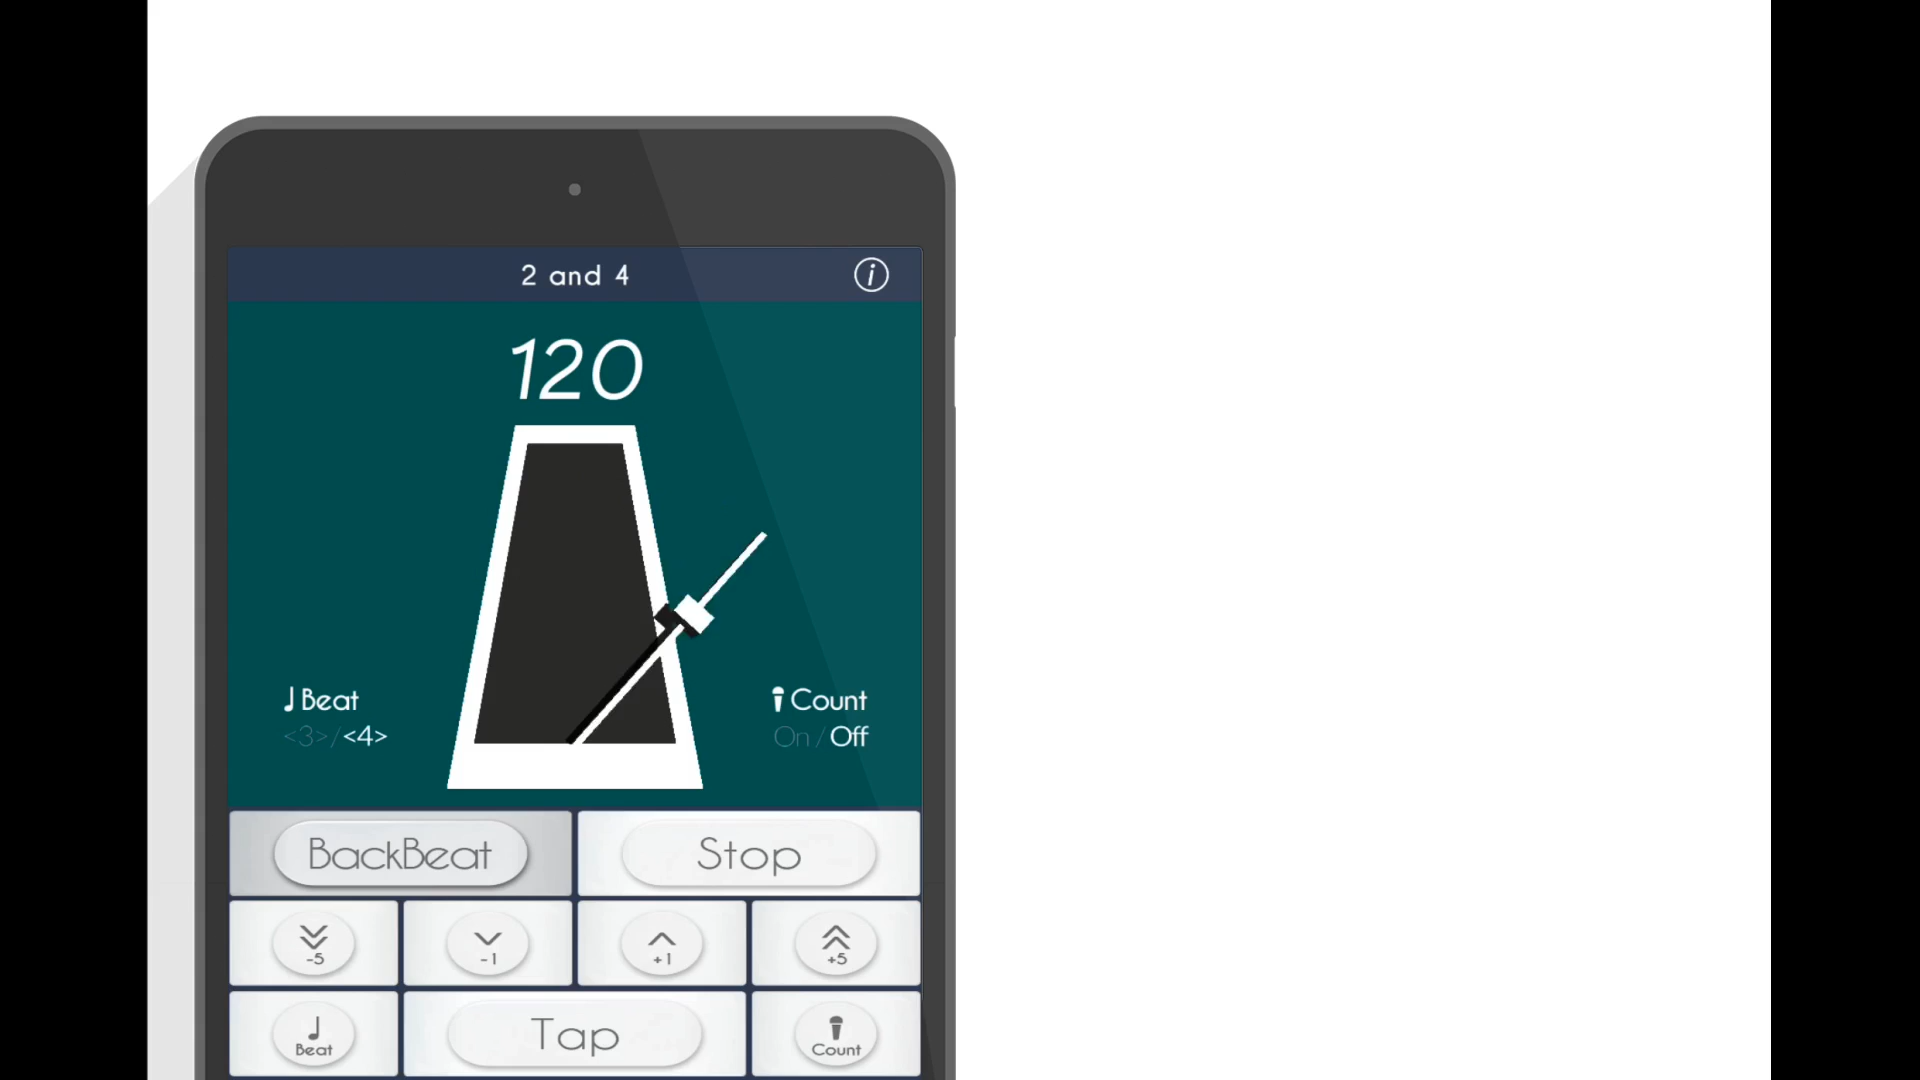 2 and 4
i
120
Beat
<3>/<4>
Count
On/Off
BackBeat
Stop
-5
-1
+1
+5
Beat
Tap
Count